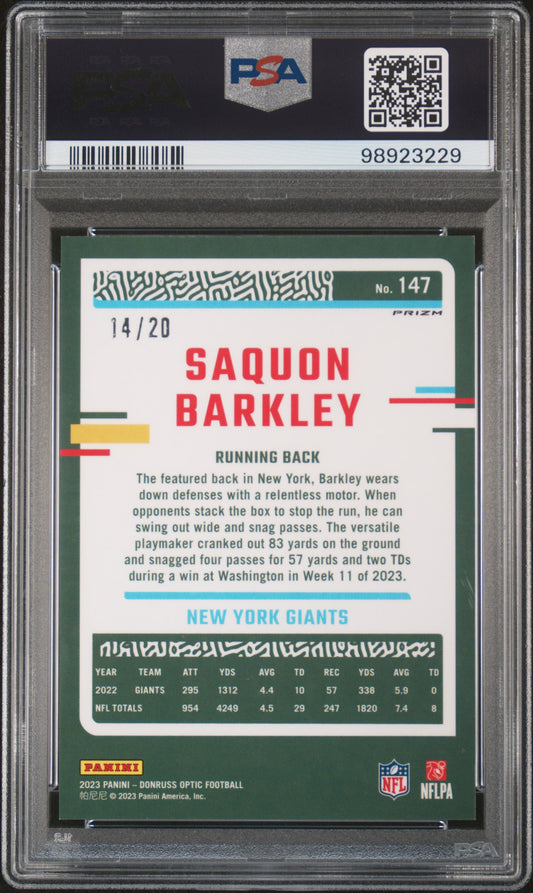 PSA
98923229
No. 147
PRIZM
14/20
SAQUON
BARKLEY
RUNNING BACK
The featured back in New York, Barkley wears
down defenses with a relentless motor. When
opponents stack the box to stop the run, he can
swing out wide and snag passes. The versatile
playmaker cranked out 83 yards on the ground
and snagged four passes for 57 yards and two TDs
during a win at Washington in Week 11 of 2023.
NEW YORK GIANTS
YEAR TEAM ATT YDS AVG TD REC YDS AVG TD
2022 GIANTS 295 1312 4.4 10 57 338 5.9 0
NFL TOTALS 954 4249 4.5 29 247 1820 7.4 8
PANINI
2023 PANINI – DONRUSS OPTIC FOOTBALL
帕尼尼 © 2023 Panini America, Inc.
NFL
NFLPA
PSA